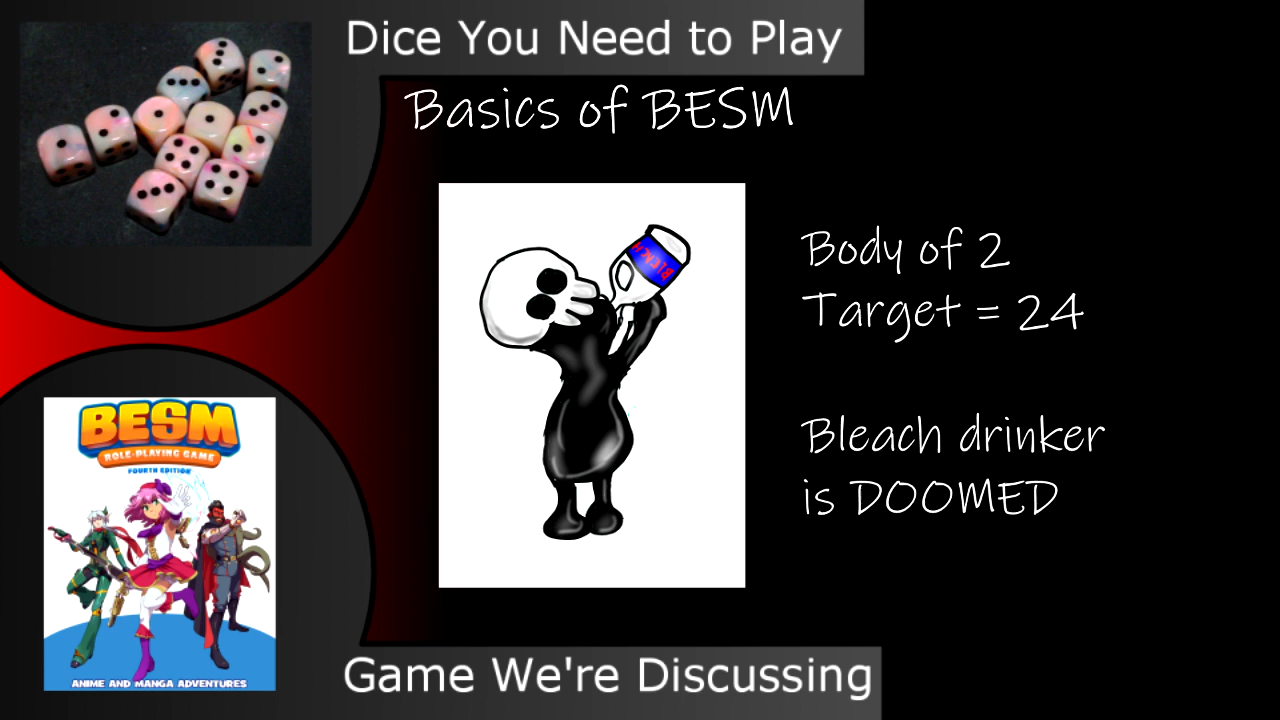 Dice You Need to Play
Basics of BESM
BLEACH
Body of 2
Target = 24
Bleach drinker
is DOOMED
BESM
ROLE-PLAYING GAME
FOURTH EDITION
ANIME AND MANGA ADVENTURES
Game We're Discussing